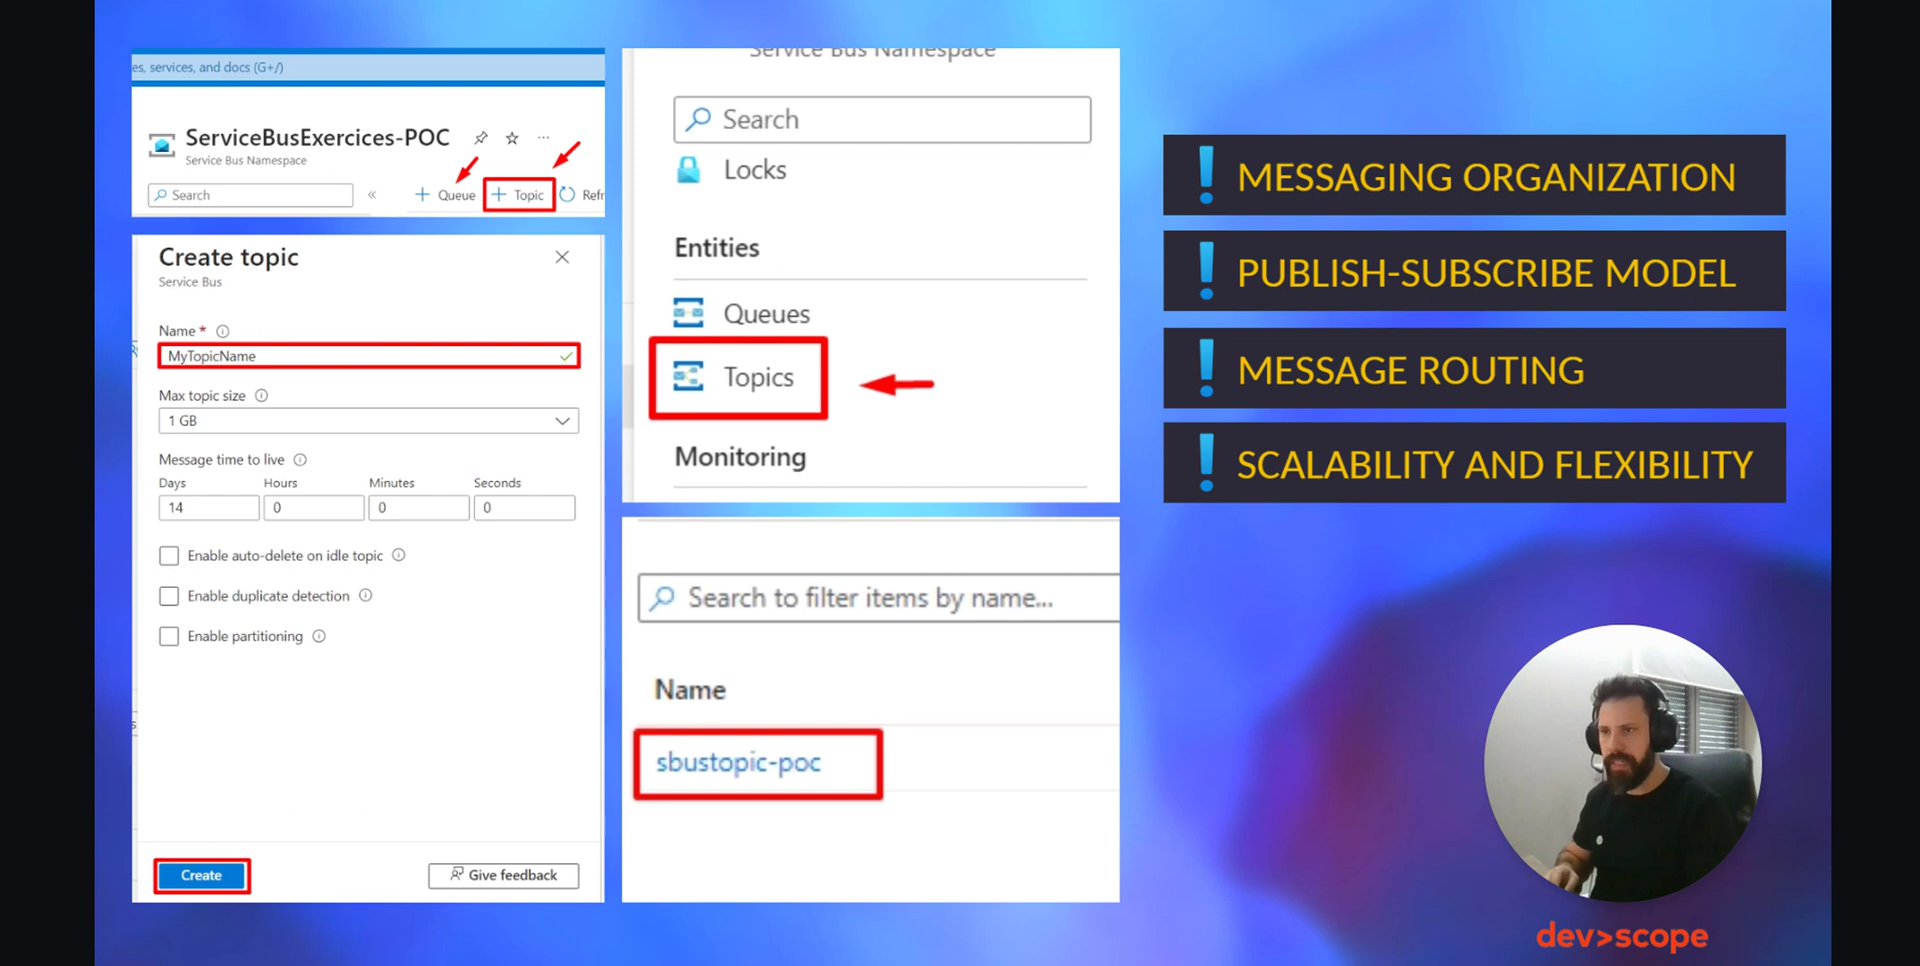 es, services, and docs (G+/)
ServiceBusExercices-POC
Service Bus Namespace
Search
Queue
Topic
Refr
Create topic
Service Bus
Name *
MyTopicName
Max topic size
1 GB
Message time to live
Days Hours Minutes Seconds
14 0 0 0
Enable auto-delete on idle topic
Enable duplicate detection
Enable partitioning
Create
Give feedback
Service Bus Namespace
Search
Locks
Entities
Queues
Topics
Monitoring
Search to filter items by name...
Name
sbustopic-poc
MESSAGING ORGANIZATION
PUBLISH-SUBSCRIBE MODEL
MESSAGE ROUTING
SCALABILITY AND FLEXIBILITY
dev>scope